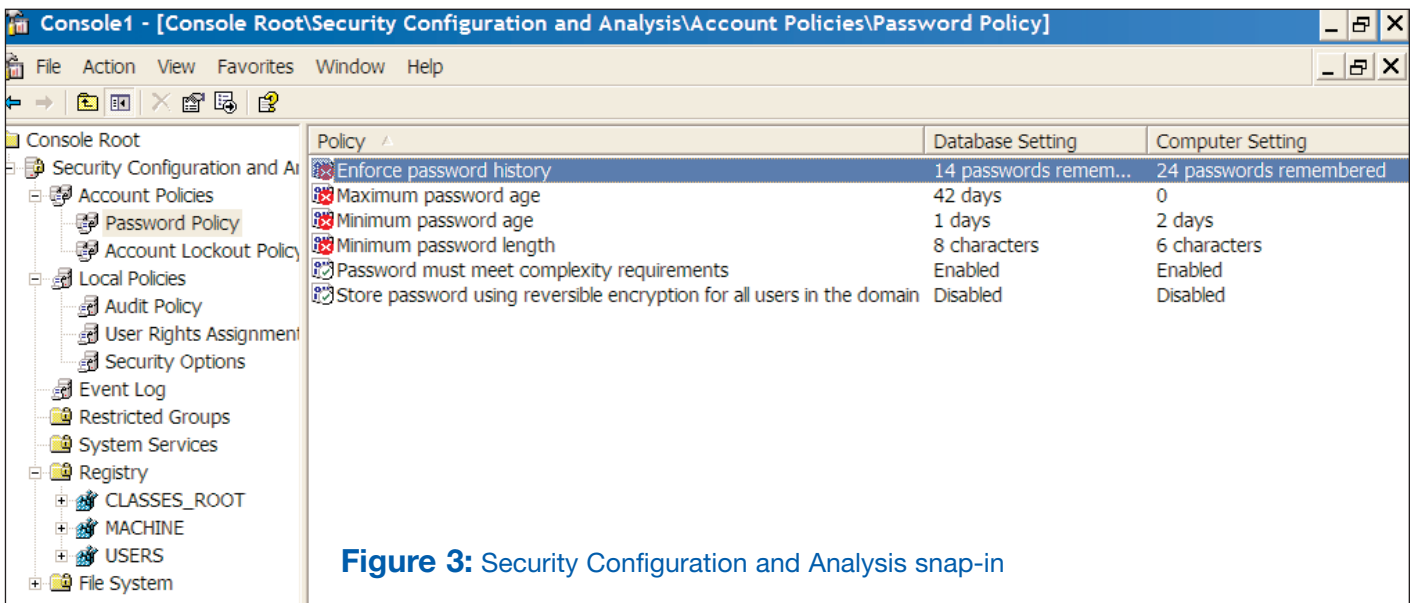 Console1 - [Console Root\Security Configuration and Analysis\Account Policies\Password Policy]
File Action View Favorites Window Help
Console Root
Security Configuration and An
Account Policies
Password Policy
Account Lockout Policy
Local Policies
Audit Policy
User Rights Assignment
Security Options
Event Log
Restricted Groups
System Services
Registry
CLASSES_ROOT
MACHINE
USERS
File System
Policy Database Setting Computer Setting
Enforce password history 14 passwords remem... 24 passwords remembered
Maximum password age 42 days 0
Minimum password age 1 days 2 days
Minimum password length 8 characters 6 characters
Password must meet complexity requirements Enabled Enabled
Store password using reversible encryption for all users in the domain Disabled Disabled
Figure 3: Security Configuration and Analysis snap-in